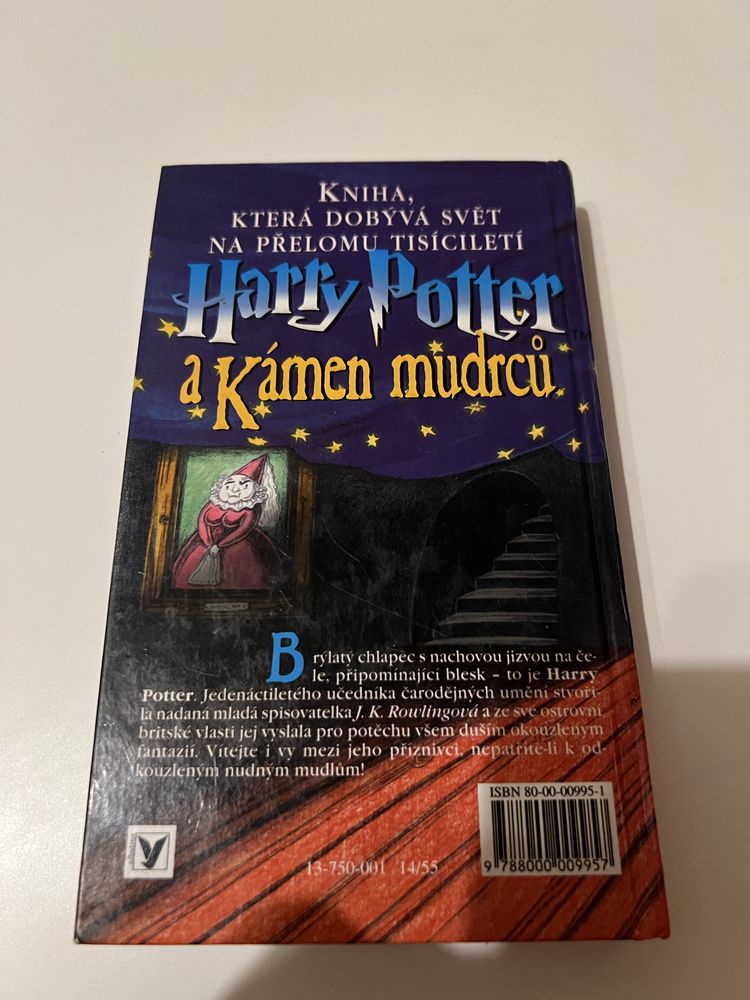 KNIHA,
KTERÁ DOBÝVÁ SVĚT
NA PŘELOMU TISÍCILETÍ
Harry Potter
TM
a Kámen mudrců
Brýlatý chlapec s nachovou jizvou na če-
le, připomínající blesk – to je Harry
Potter. Jedenáctiletého učedníka čarodějných umění stvoři-
la nadaná mladá spisovatelka J. K. Rowlingová a ze své ostrovní
britské vlasti jej vyslala pro potěchu všem duším okouzleným
fantazií. Vítejte i vy mezi jeho příznivci, nepatříte-li k od-
kouzleným nudným mudlům!
ISBN 80-00-00995-1
albatros
13-750-001 14/55
9 788000 009957